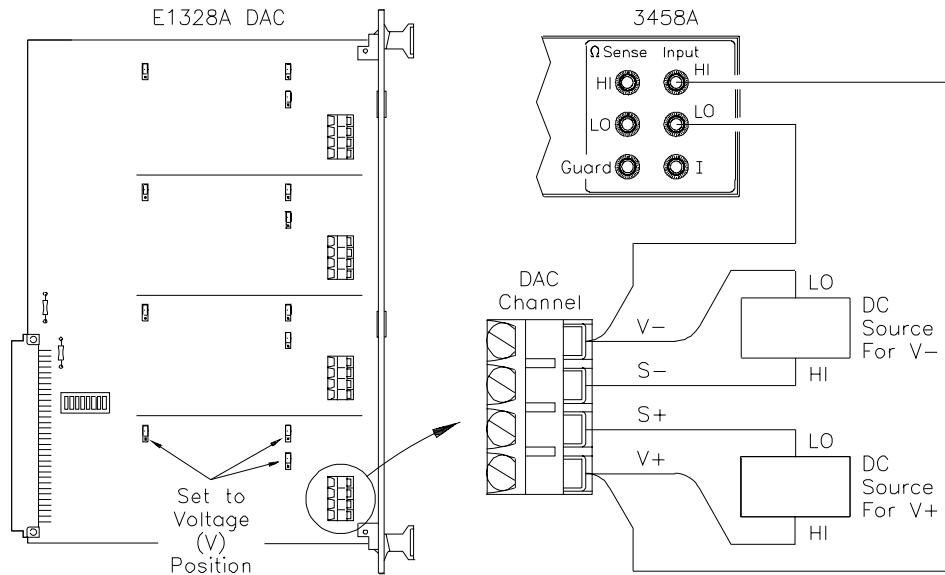 E1328A DAC
3458A
Ω Sense Input
HI HI
LO LO
Guard I
DAC
Channel
V−
S−
S+
V+
LO
DC
Source
For V−
HI
LO
DC
Source
For V+
HI
Set to
Voltage
(V)
Position